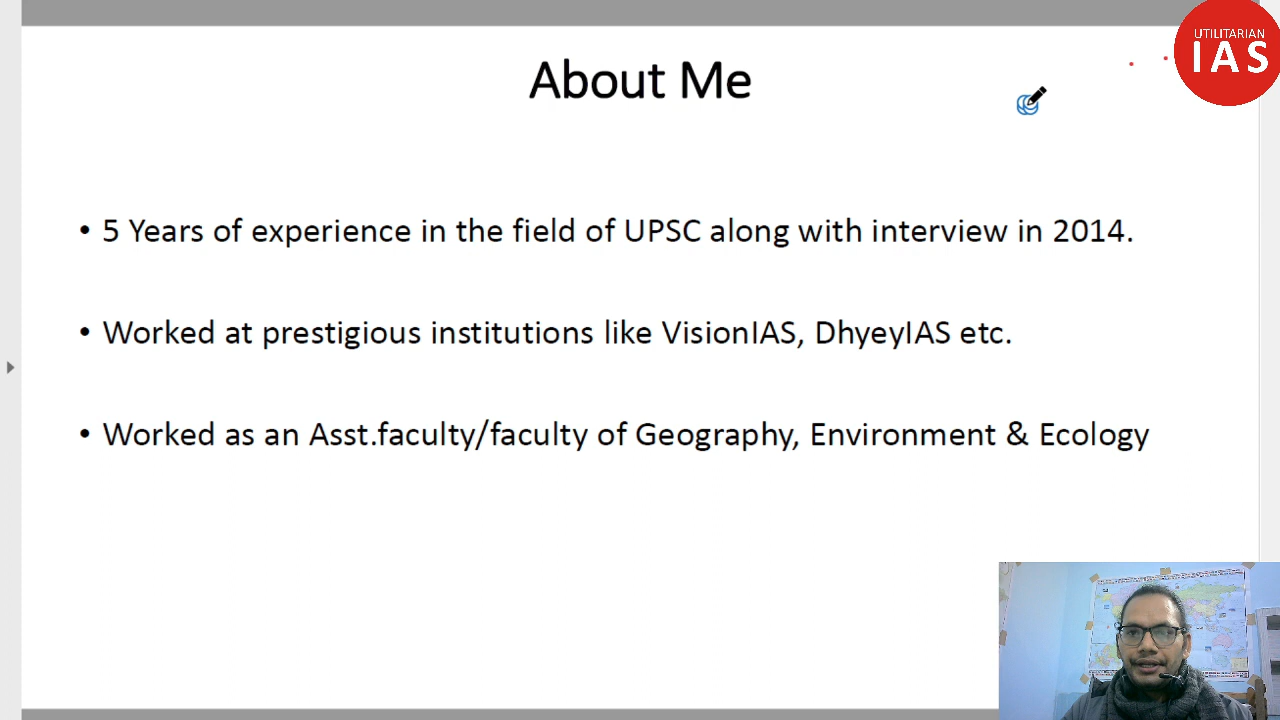 UTILITARIAN
IAS
About Me
• 5 Years of experience in the field of UPSC along with interview in 2014.
• Worked at prestigious institutions like VisionIAS, DhyeyIAS etc.
• Worked as an Asst.faculty/faculty of Geography, Environment & Ecology